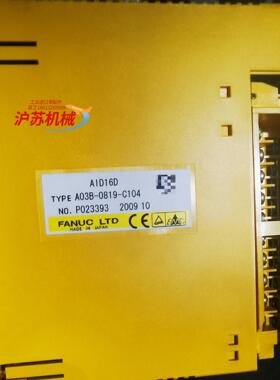 沪苏机械
AID16D
TYPE A03B-0819-C104
NO. P023393 2009 10
FANUC LTD
MADE IN JAPAN